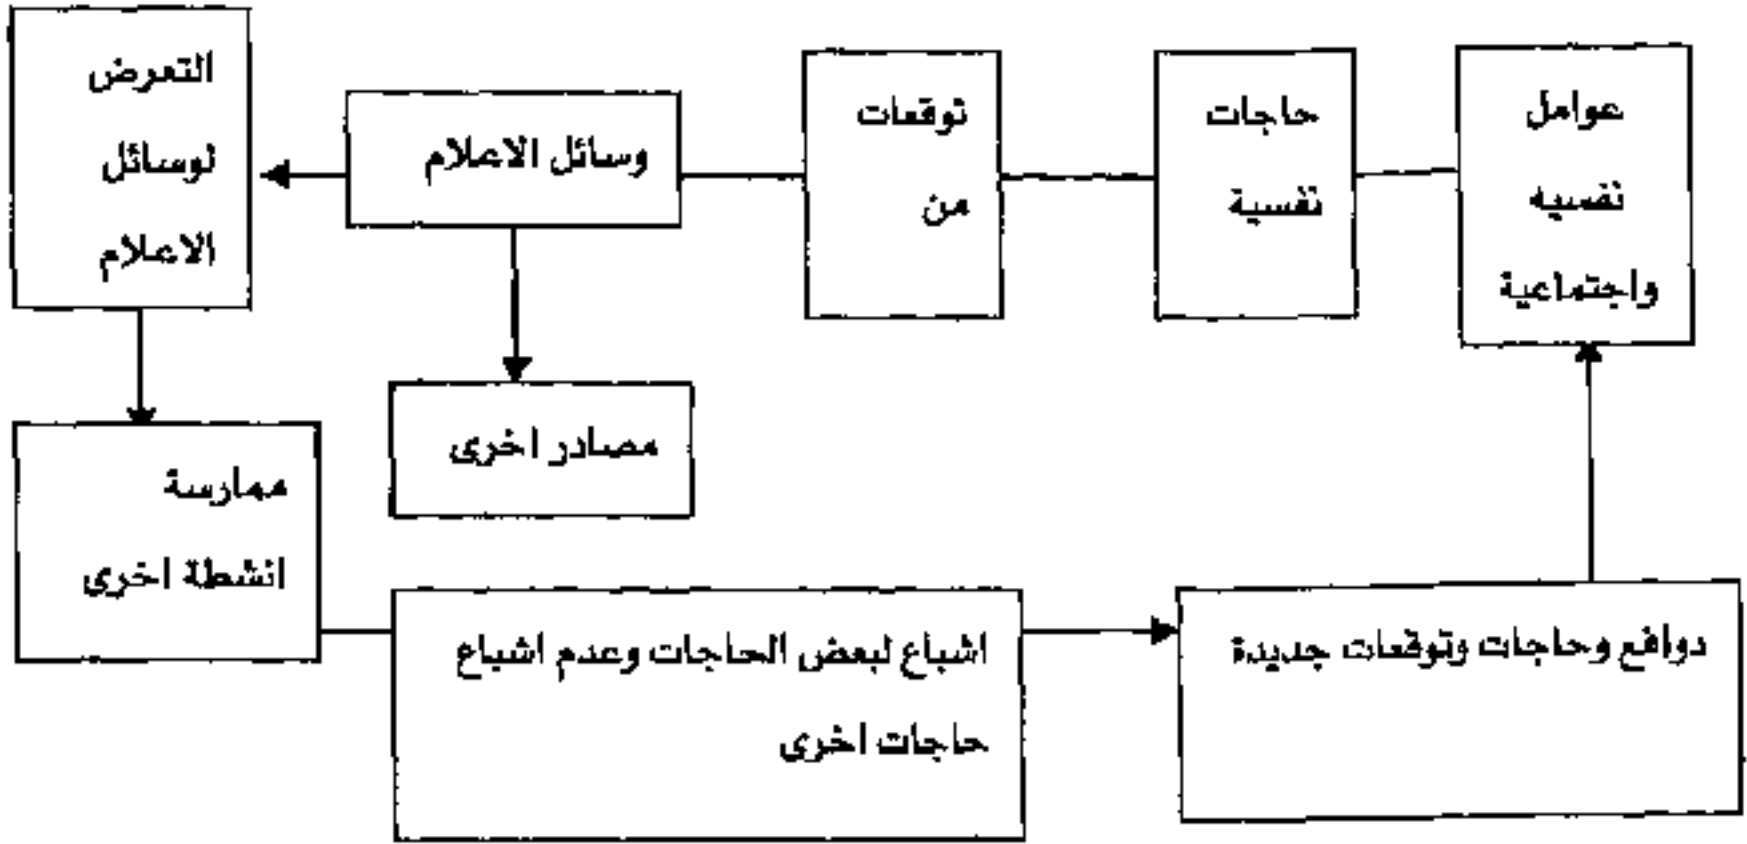 عوامل
نفسيه
واجتماعية
حاجات
نفسية
توقعات
من
وسائل الاعلام
التعرض
لوسائل
الاعلام
مصادر اخرى
ممارسة
انشطة اخرى
اشباع لبعض الحاجات وعدم اشباع
حاجات اخرى
دوافع وحاجات وتوقعات جديدة